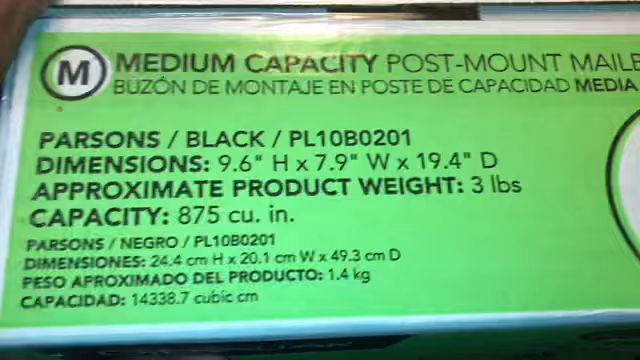 M MEDIUM CAPACITY POST-MOUNT
BUZÓN DE MONTAJE EN POSTE DE CAPACIDAD MEDIA
PARSONS / BLACK / PL10B0201
DIMENSIONS: 9.6" H x 7.9" W x 19.4" D
APPROXIMATE PRODUCT WEIGHT: 3 lbs
CAPACITY: 875 cu. in.
PARSONS / NEGRO / PL10B0201
DIMENSIONES: 24.4 cm H x 20.1 cm W x 49.3 cm D
PESO APROXIMADO DEL PRODUCTO: 1.4 kg
CAPACIDAD: 14338.7 cubic cm